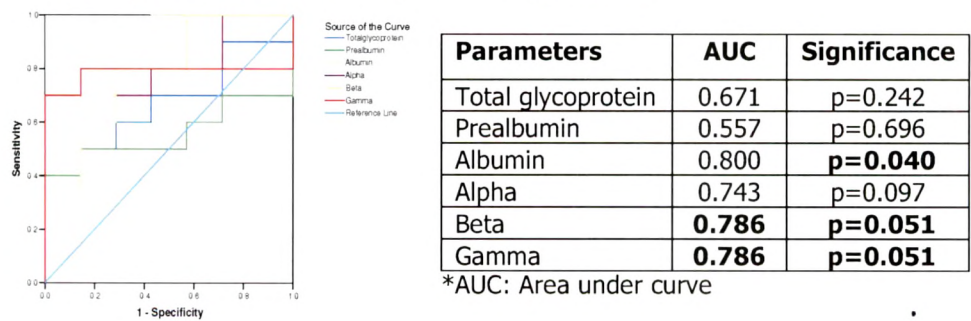 Source of the Curve
Totalglycoprotein
Prealbumin
Albumin
Alpha
Beta
Gamma
Reference Line
Sensitivity
1.0
0.8
0.6
0.4
0.2
0.0
0.0 0.2 0.4 0.6 0.8 1.0
1 - Specificity
Parameters AUC Significance
Total glycoprotein 0.671 p=0.242
Prealbumin 0.557 p=0.696
Albumin 0.800 p=0.040
Alpha 0.743 p=0.097
Beta 0.786 p=0.051
Gamma 0.786 p=0.051
*AUC: Area under curve